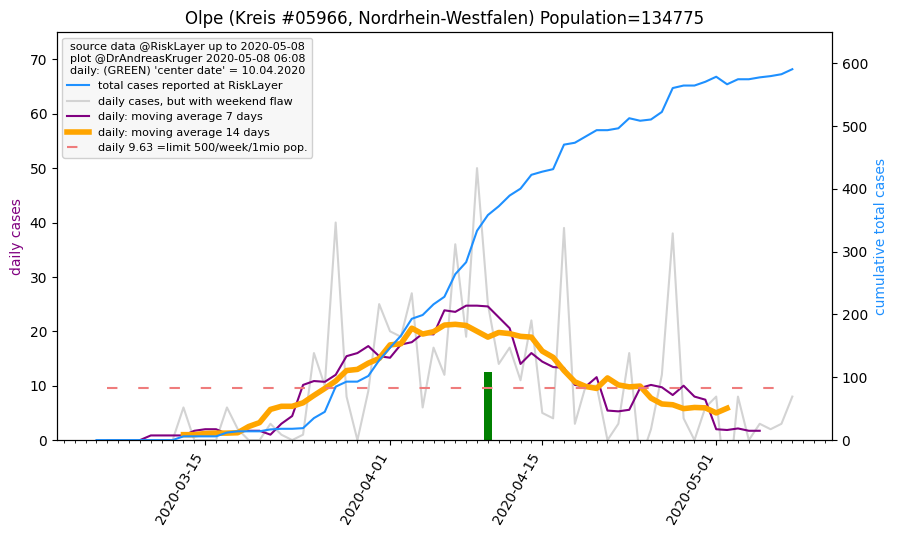 Olpe (Kreis #05966, Nordrhein-Westfalen) Population=134775
source data @RiskLayer up to 2020-05-08
plot @DrAndreasKruger 2020-05-08 06:08
daily: (GREEN) 'center date' = 10.04.2020
total cases reported at RiskLayer
daily cases, but with weekend flaw
daily: moving average 7 days
daily: moving average 14 days
daily 9.63 =limit 500/week/1mio pop.
daily cases
70
60
50
40
30
20
10
0
cumulative total cases
600
500
400
300
200
100
0
2020-03-15
2020-04-01
2020-04-15
2020-05-01